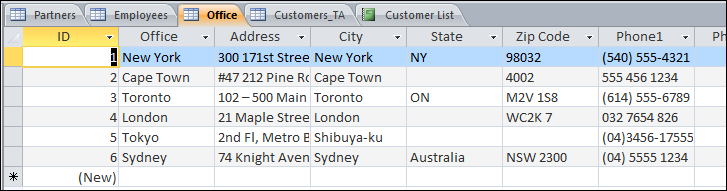 Partners Employees Office Customers_TA Customer List
ID Office Address City State Zip Code Phone1 Ph
1 New York 300 171st Stree New York NY 98032 (540) 555-4321
2 Cape Town #47 212 Pine Ro Cape Town 4002 555 456 1234
3 Toronto 102 – 500 Main Toronto ON M2V 1S8 (614) 555-6789
4 London 21 Maple Street London WC2K 7 032 7654 826
5 Tokyo 2nd Fl, Metro B Shibuya-ku (04)3456-17555
6 Sydney 74 Knight Aven Sydney Australia NSW 2300 (04) 5555 1234
(New)